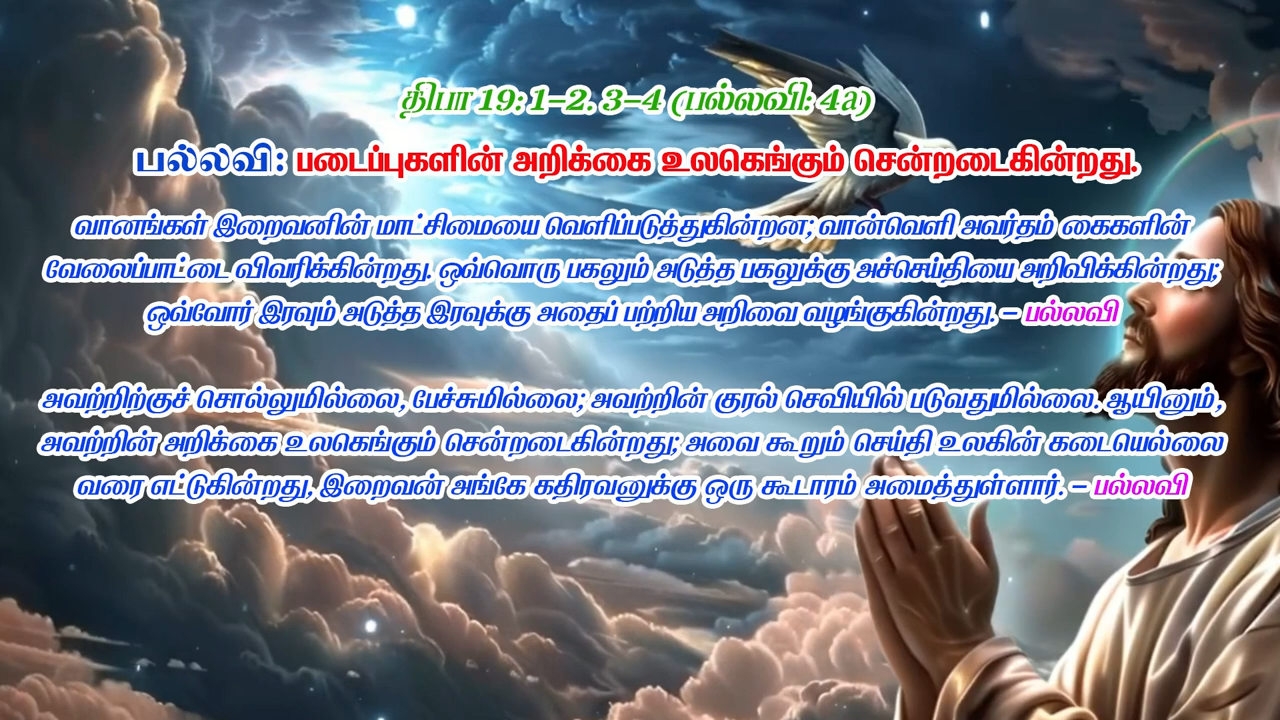 திபா 19: 1-2. 3-4 (பல்லவி: 4a)
பல்லவி: படைப்புகளின் அறிக்கை உலகெங்கும் சென்றடைகின்றது.
வானங்கள் இறைவனின் மாட்சிமையை வெளிப்படுத்துகின்றன; வான்வெளி அவர்தம் கைகளின்
வேலைப்பாட்டை விவரிக்கின்றது. ஒவ்வொரு பகலும் அடுத்த பகலுக்கு அச்செய்தியை அறிவிக்கின்றது;
ஒவ்வோர் இரவும் அடுத்த இரவுக்கு அதைப் பற்றிய அறிவை வழங்குகின்றது. – பல்லவி
அவற்றிற்குச் சொல்லுமில்லை, பேச்சுமில்லை; அவற்றின் குரல் செவியில் படுவதுமில்லை. ஆயினும்,
அவற்றின் அறிக்கை உலகெங்கும் சென்றடைகின்றது; அவை கூறும் செய்தி உலகின் கடையெல்லை
வரை எட்டுகின்றது, இறைவன் அங்கே கதிரவனுக்கு ஒரு கூடாரம் அமைத்துள்ளார். – பல்லவி